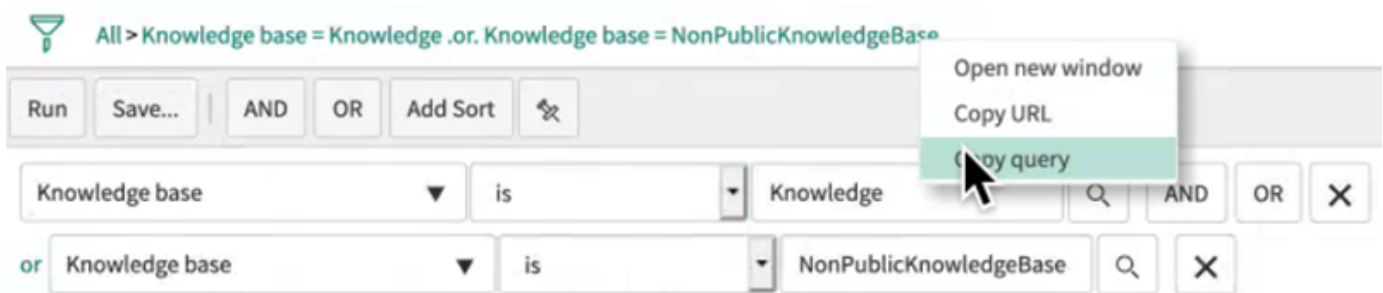 All > Knowledge base = Knowledge .or. Knowledge base = NonPublicKnowledgeBase
Open new window
Copy URL
Copy query
Run Save... AND OR Add Sort
Knowledge base is Knowledge AND OR
or Knowledge base is NonPublicKnowledgeBase